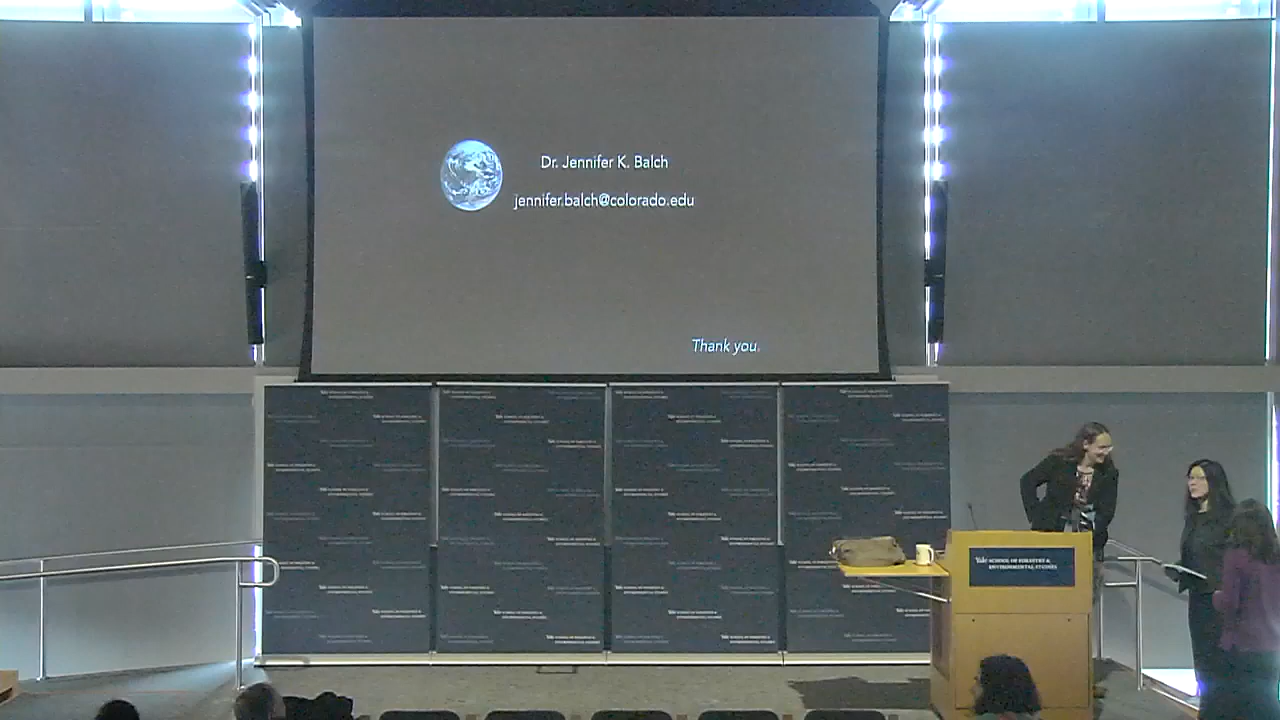 Dr. Jennifer K. Balch
jennifer.balch@colorado.edu
Thank you.
Yale SCHOOL OF FORESTRY &
ENVIRONMENTAL STUDIES